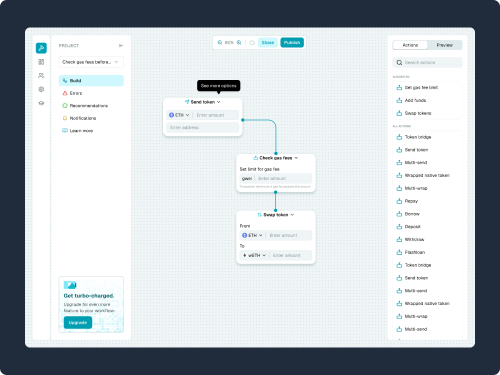 PROJECT
Check gas fees before...
Build
Errors
Recommendations
Notifications
Learn more
Get turbo-charged.
Upgrade for even more
feature to your workflow.
Upgrade
80%
Share
Publish
See more options
Send token
ETH
Enter amount
Enter address
Check gas fees
Set limit for gas fee
gwei
Enter amount
Swap token
From
ETH
Enter amount
To
wETH
Enter amount
Actions
Preview
Search actions
SUGGESTED
Get gas fee limit
Add funds
Swap tokens
ALL ACTIONS
Token bridge
Send token
Multi-send
Wrapped native token
Multi-wrap
Repay
Borrow
Deposit
Withdraw
Flashloan
Token bridge
Send token
Multi-send
Wrapped native token
Multi-wrap
Multi-send